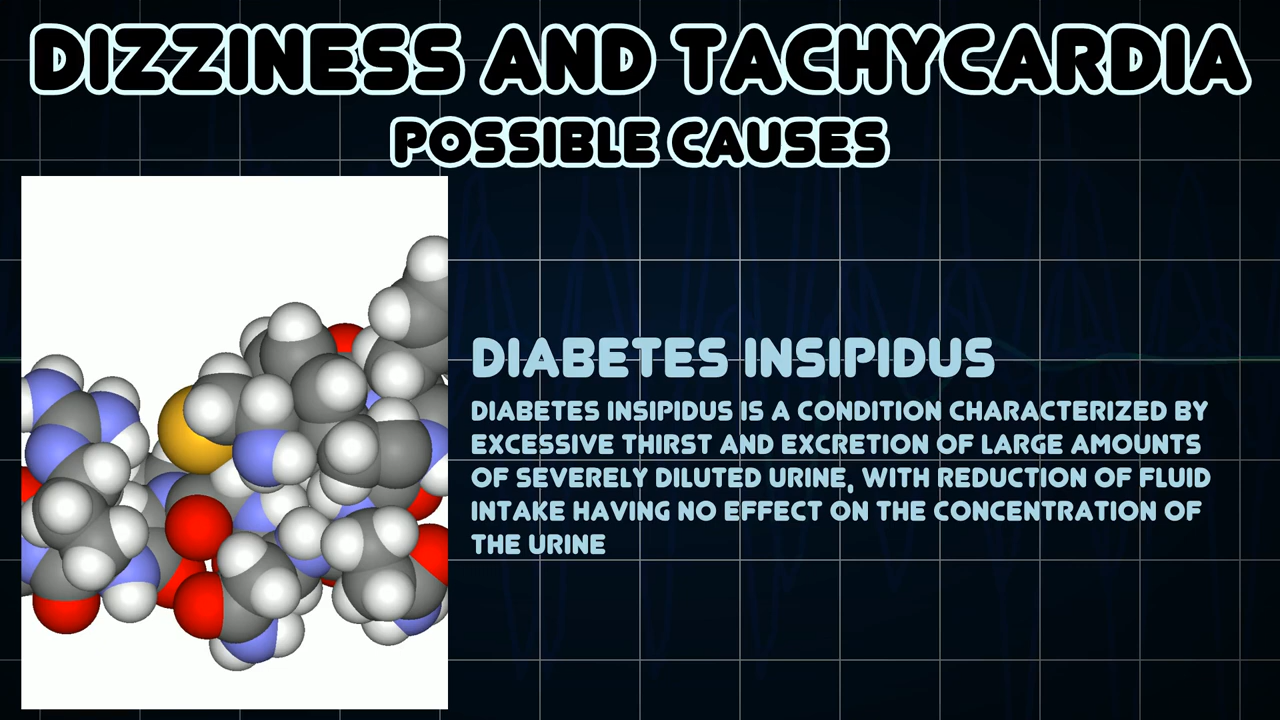 DIZZINESS AND TACHYCARDIA
POSSIBLE CAUSES
DIABETES INSIPIDUS
DIABETES INSIPIDUS IS A CONDITION CHARACTERIZED BY
EXCESSIVE THIRST AND EXCRETION OF LARGE AMOUNTS
OF SEVERELY DILUTED URINE, WITH REDUCTION OF FLUID
INTAKE HAVING NO EFFECT ON THE CONCENTRATION OF
THE URINE